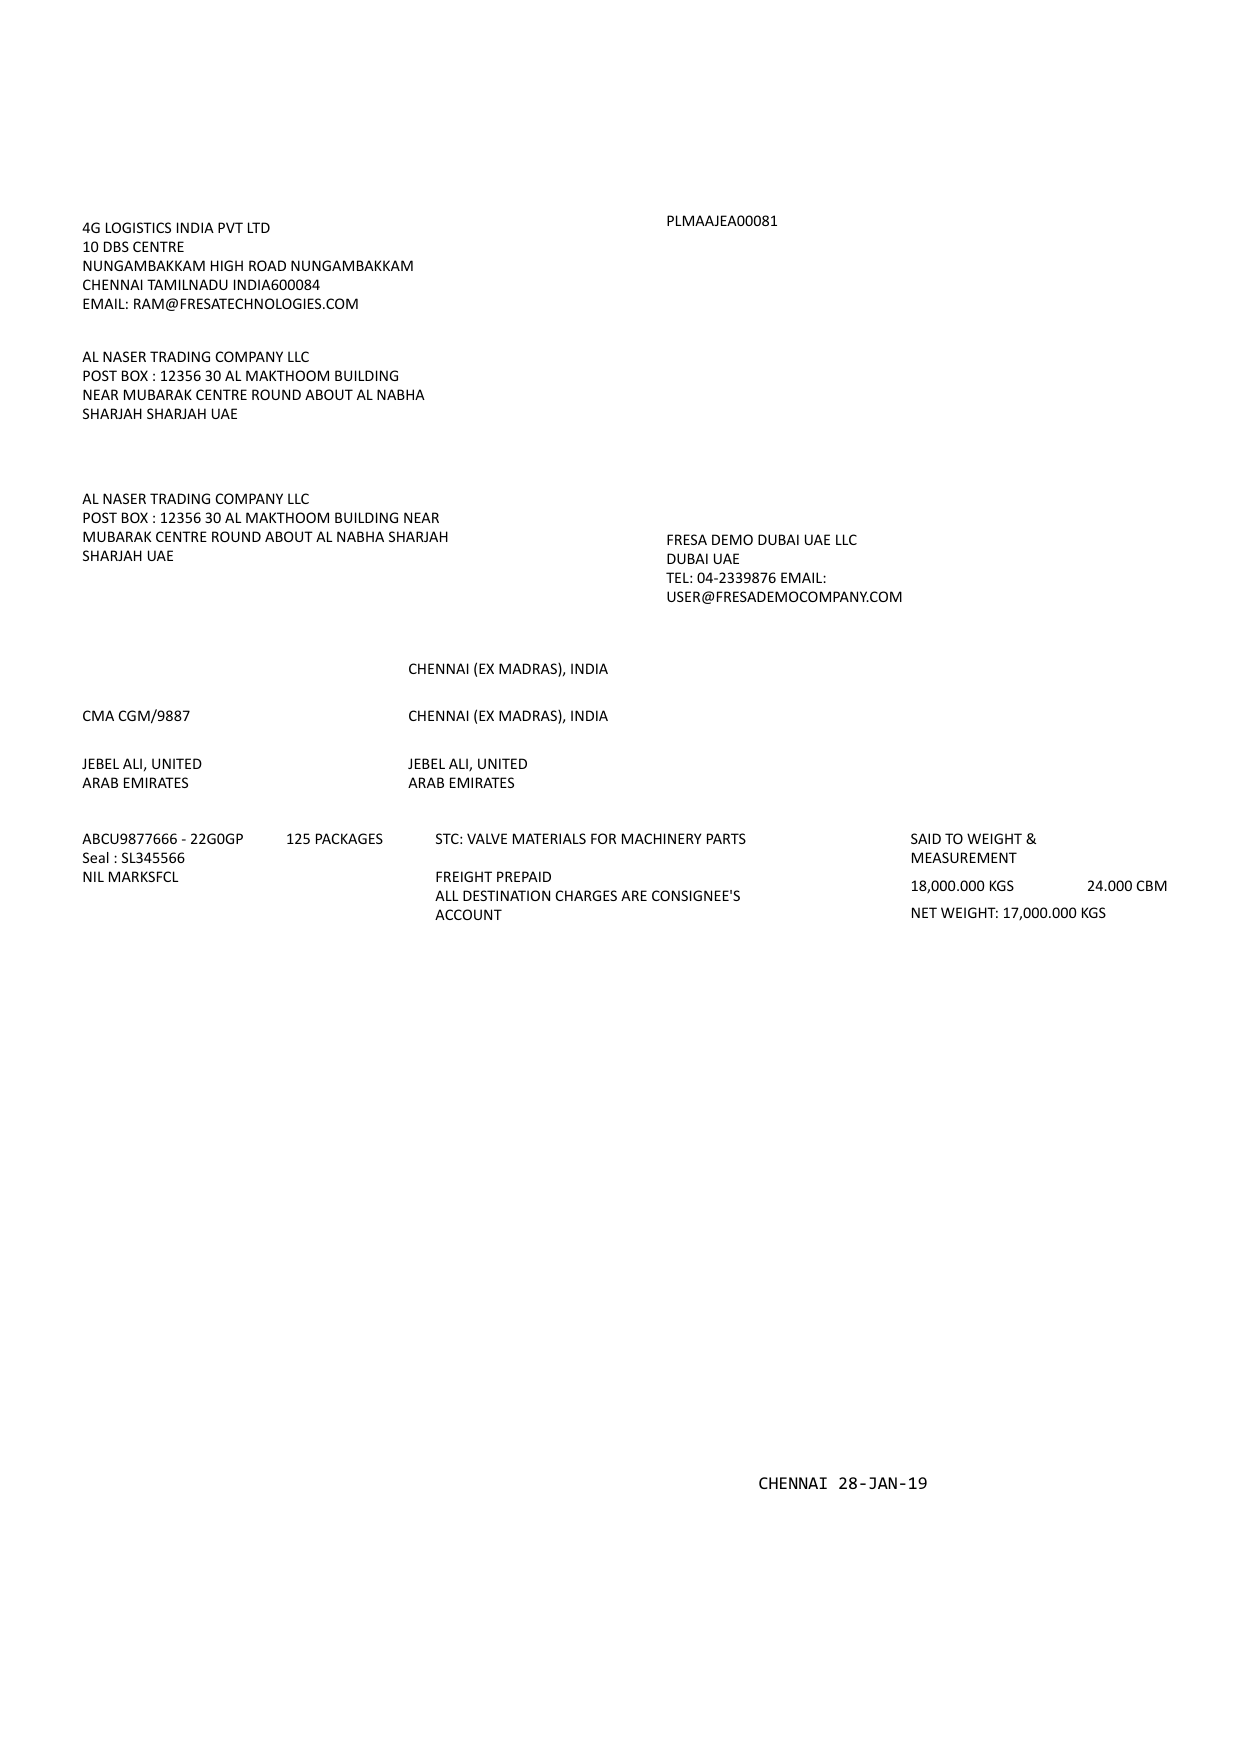 PLMAAJEA00081
4G LOGISTICS INDIA PVT LTD
10 DBS CENTRE
NUNGAMBAKKAM HIGH ROAD NUNGAMBAKKAM
CHENNAI TAMILNADU INDIA600084
EMAIL: RAM@FRESATECHNOLOGIES.COM
AL NASER TRADING COMPANY LLC
POST BOX : 12356 30 AL MAKTHOOM BUILDING
NEAR MUBARAK CENTRE ROUND ABOUT AL NABHA
SHARJAH SHARJAH UAE
AL NASER TRADING COMPANY LLC
POST BOX : 12356 30 AL MAKTHOOM BUILDING NEAR
MUBARAK CENTRE ROUND ABOUT AL NABHA SHARJAH
SHARJAH UAE
FRESA DEMO DUBAI UAE LLC
DUBAI UAE
TEL: 04-2339876 EMAIL:
USER@FRESADEMOCOMPANY.COM
CHENNAI (EX MADRAS), INDIA
CMA CGM/9887 CHENNAI (EX MADRAS), INDIA
JEBEL ALI, UNITED
ARAB EMIRATES
JEBEL ALI, UNITED
ARAB EMIRATES
ABCU9877666 - 22G0GP
Seal : SL345566
NIL MARKSFCL
125 PACKAGES
STC: VALVE MATERIALS FOR MACHINERY PARTS
FREIGHT PREPAID
ALL DESTINATION CHARGES ARE CONSIGNEE'S
ACCOUNT
SAID TO WEIGHT &
MEASUREMENT
18,000.000 KGS 24.000 CBM
NET WEIGHT: 17,000.000 KGS
CHENNAI 28-JAN-19